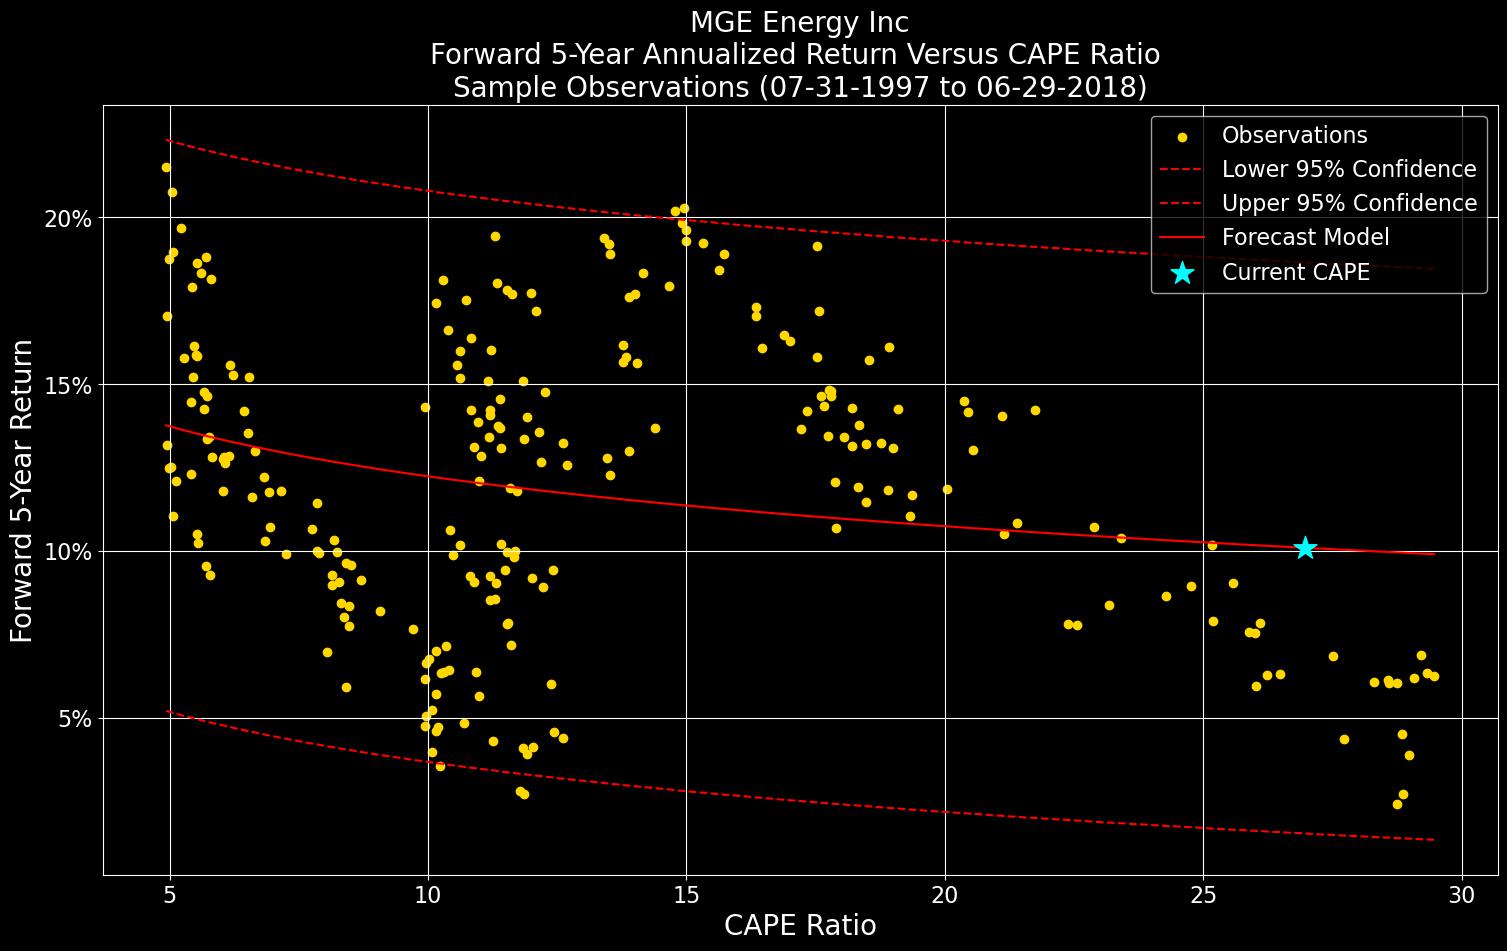 MGE Energy Inc
Forward 5-Year Annualized Return Versus CAPE Ratio
Sample Observations (07-31-1997 to 06-29-2018)
Observations
Lower 95% Confidence
Upper 95% Confidence
Forecast Model
Current CAPE
Forward 5-Year Return
20%
15%
10%
5%
5 10 15 20 25 30
CAPE Ratio